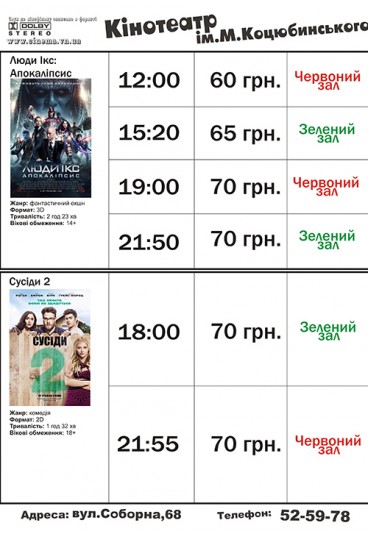 DOLBY
STEREO
www.cinema.vn.ua
Кінотеатр
ім.М.Коцюбинського
Люди Ікс:
Апокаліпсис
ЛЮДИ ІКС
АПОКАЛІПСИС
Жанр: фантастичний екшн
Формат: 3D
Тривалість: 2 год 23 хв
Вікові обмеження: 14+
12:00 60 грн. Червоний зал
15:20 65 грн. Зелений зал
19:00 70 грн. Червоний зал
21:50 70 грн. Зелений зал
Сусіди 2
СУСІДИ
2
Жанр: комедія
Формат: 2D
Тривалість: 1 год 32 хв
Вікові обмеження: 18+
18:00 70 грн. Зелений зал
21:55 70 грн. Червоний зал
Адреса: вул.Соборна,68 Телефон: 52-59-78